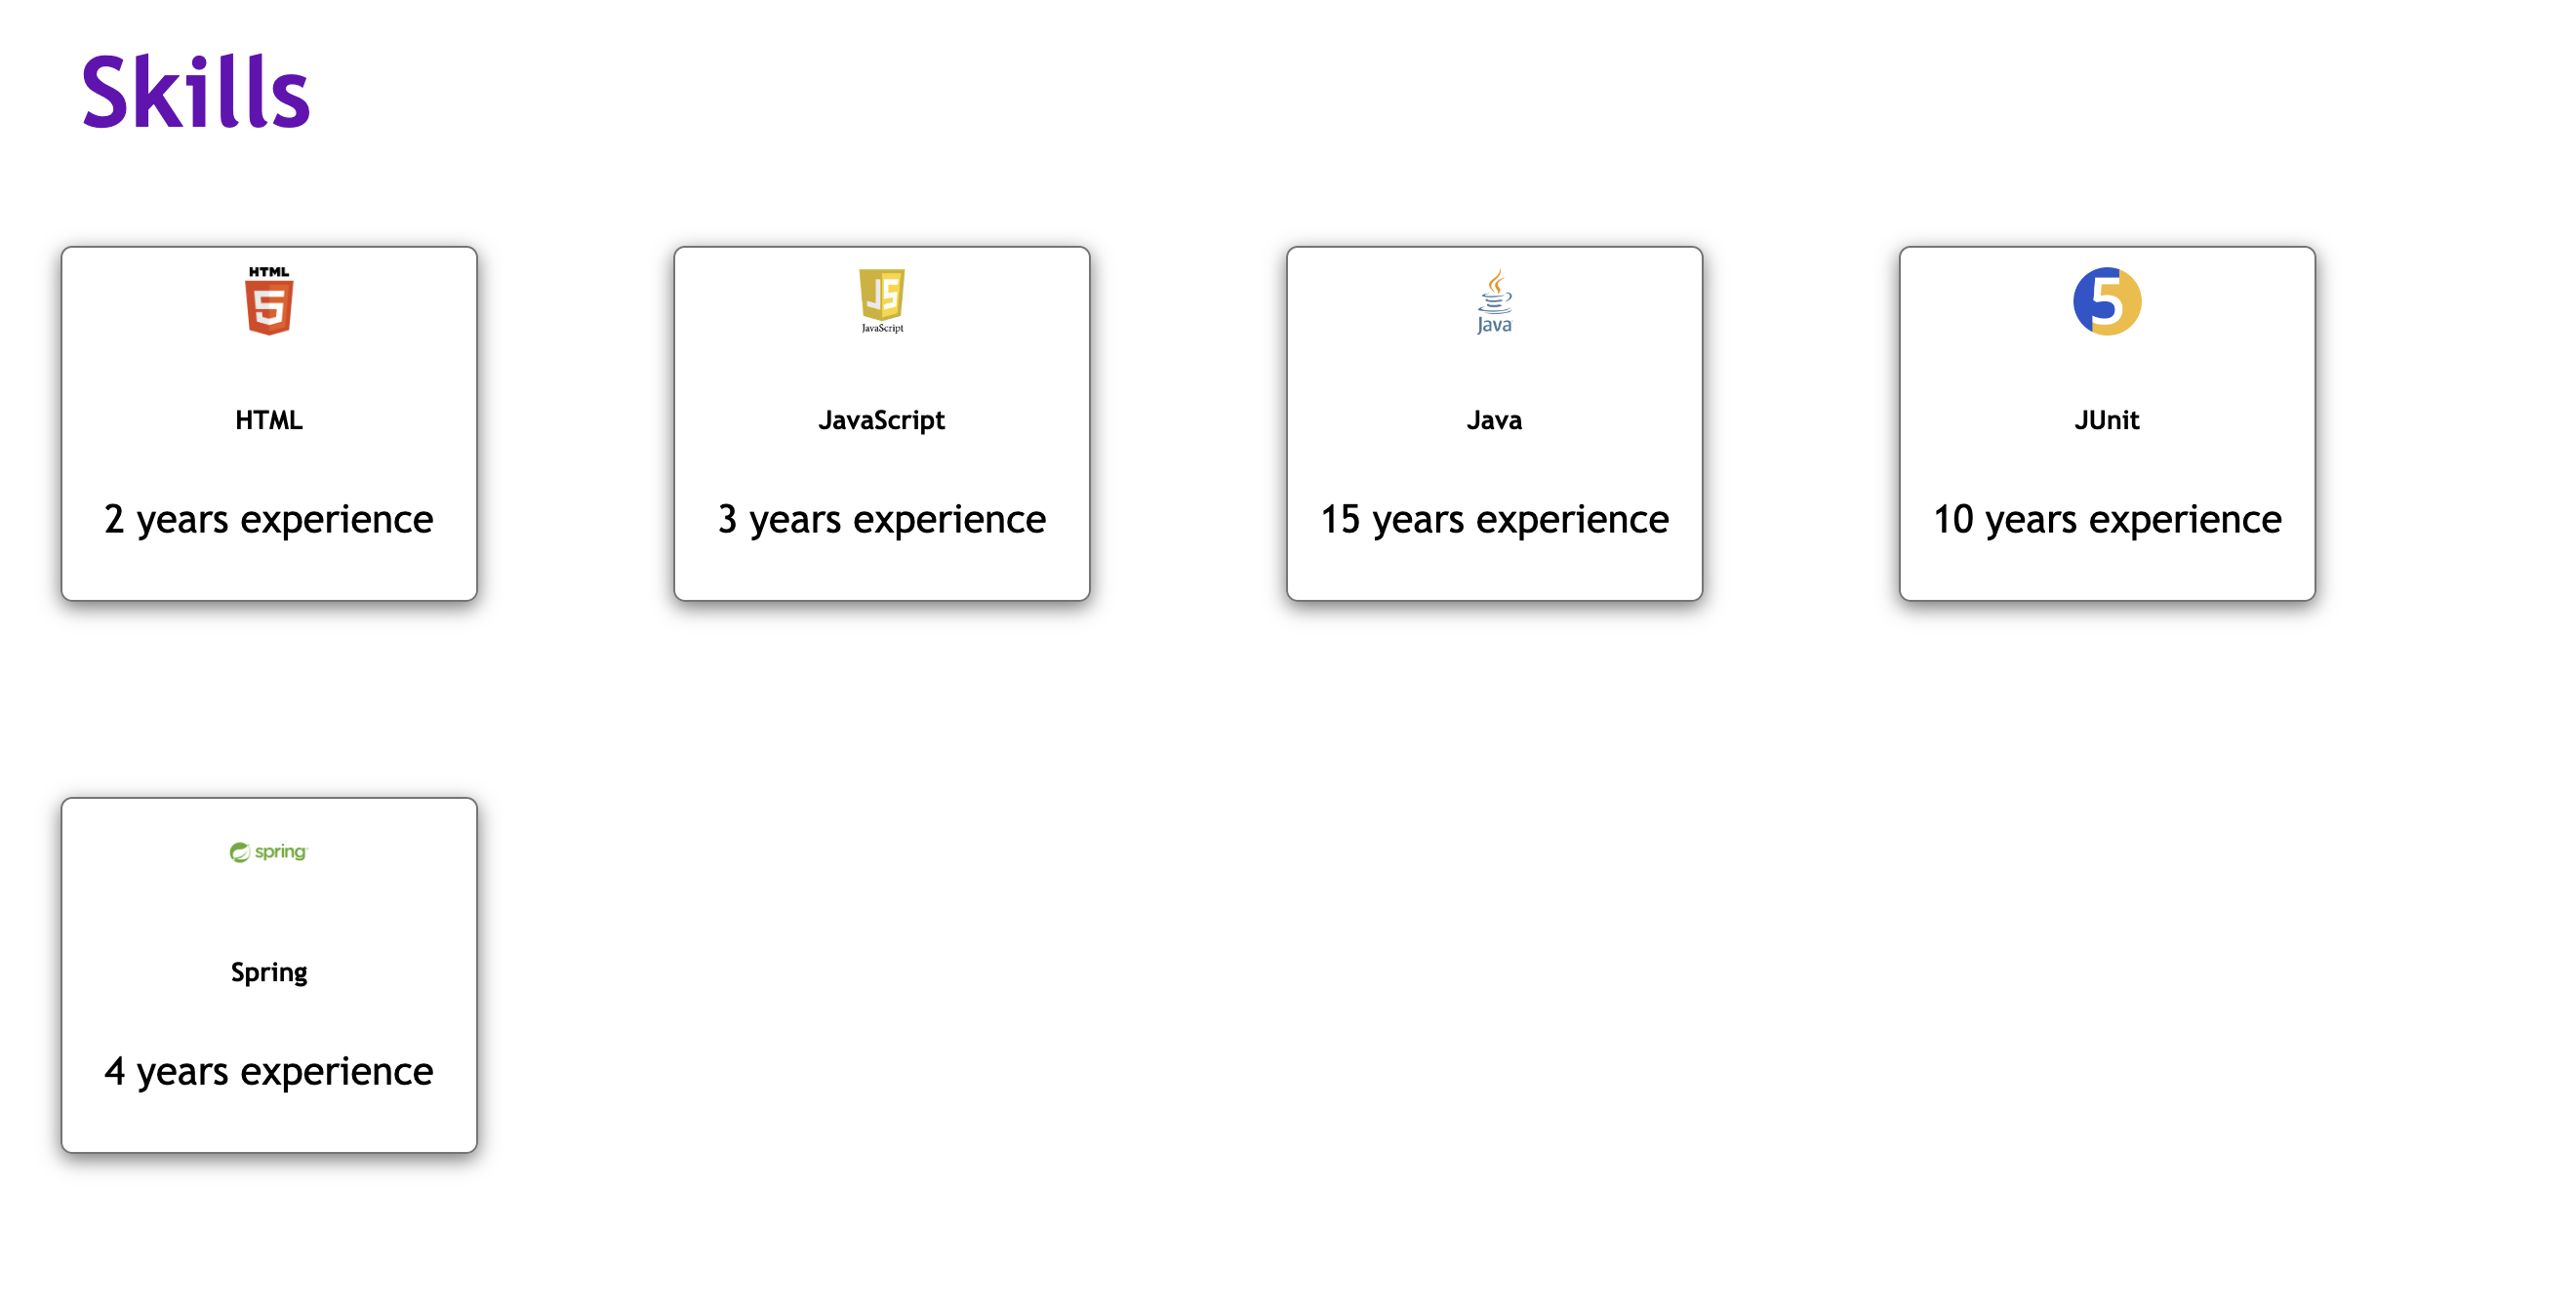 Skills
HTML
5
HTML
2 years experience
JS
JavaScript
JavaScript
3 years experience
Java
Java
15 years experience
5
JUnit
10 years experience
spring
Spring
4 years experience